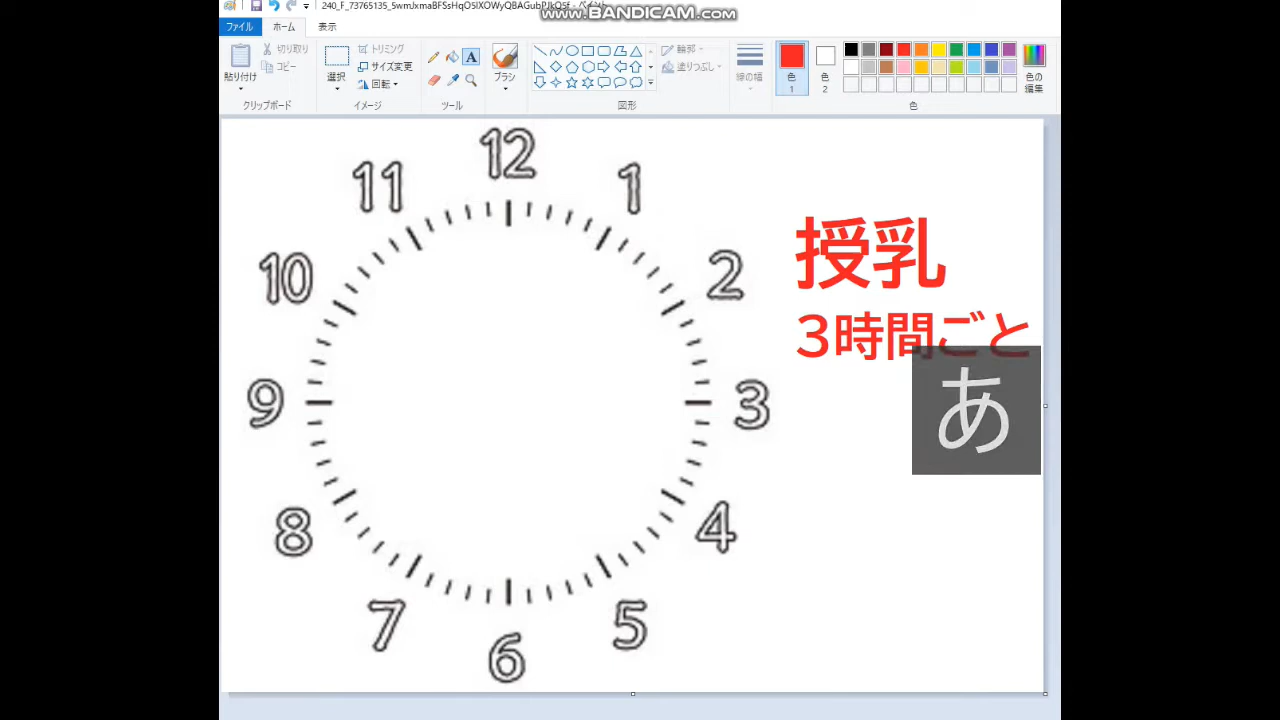 240_F_73765135_5wmJxmaBFSsHqO5IXOWyQBAGubPJkQ5f - ペイント
www.BANDICAM.com
ファイル ホーム 表示
貼り付け
切り取り
コピー
クリップボード
選択
トリミング
サイズ変更
回転
イメージ
A
ツール
ブラシ
輪郭
塗りつぶし
図形
線の幅
色
1
色
2
色の
編集
色
12
11
1
10
2
授乳
3時間ごと
9
3
あ
8
4
7
5
6